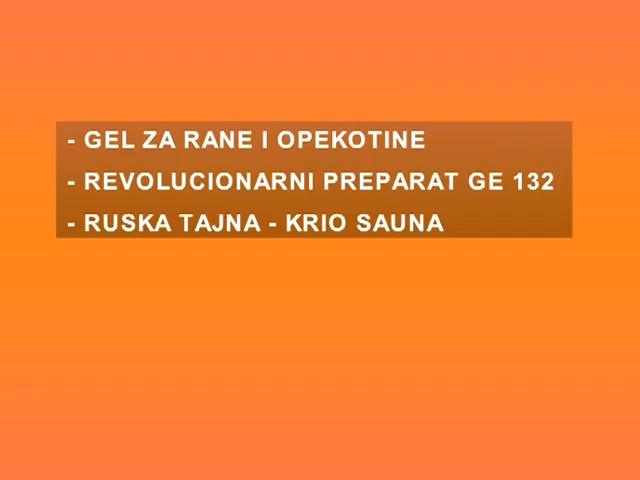 - GEL ZA RANE I OPEKOTINE
- REVOLUCIONARNI PREPARAT GE 132
- RUSKA TAJNA - KRIO SAUNA